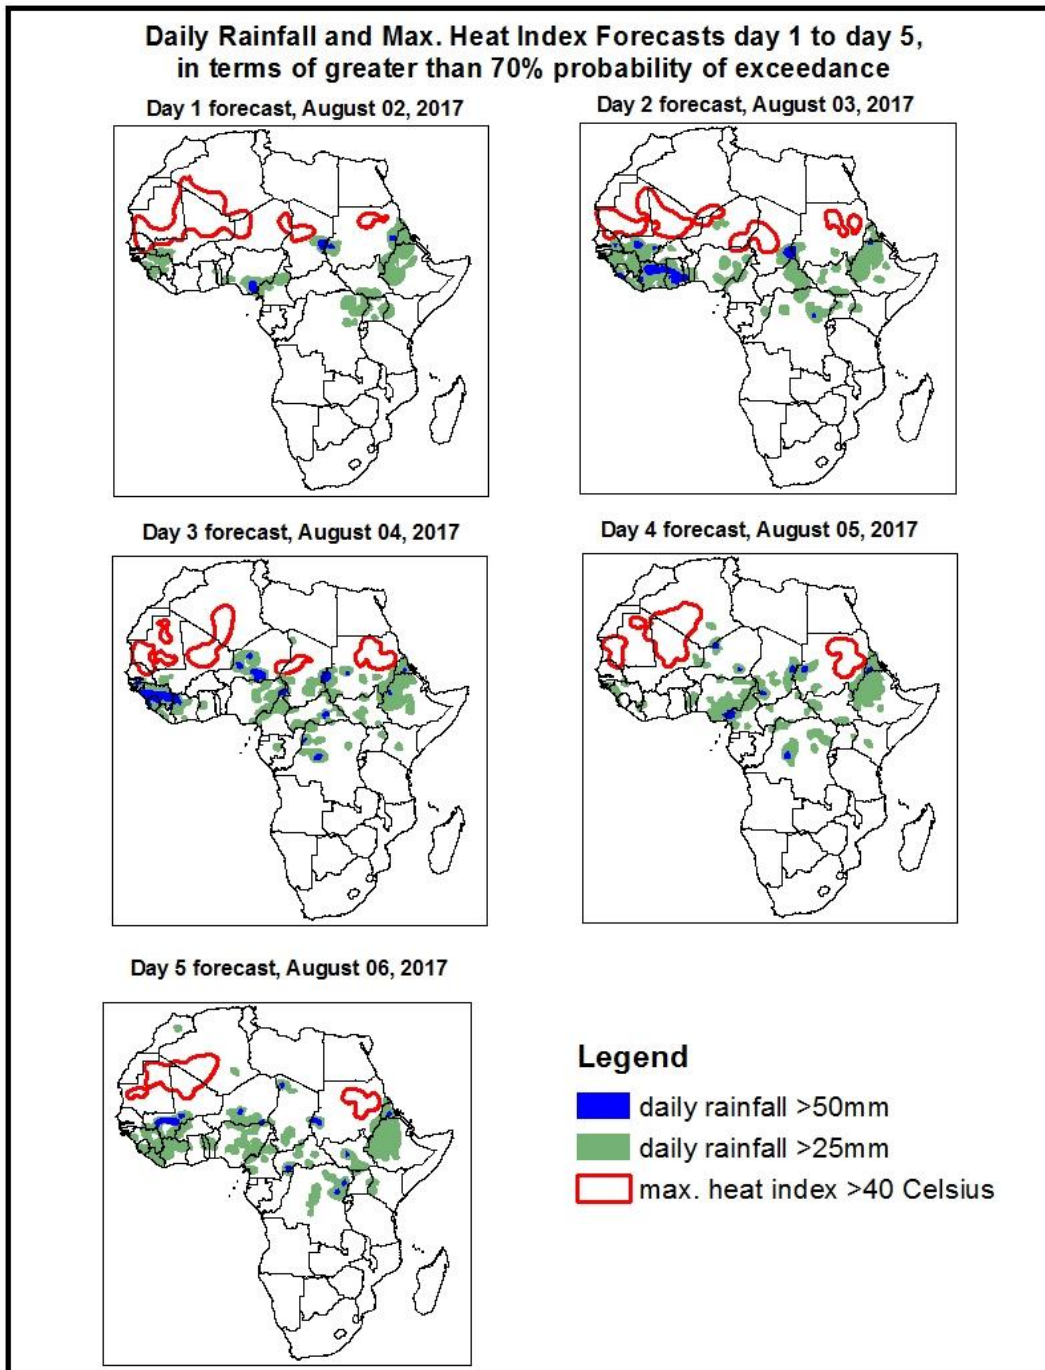 Daily Rainfall and Max. Heat Index Forecasts day 1 to day 5,
in terms of greater than 70% probability of exceedance
Day 1 forecast, August 02, 2017
Day 2 forecast, August 03, 2017
Day 3 forecast, August 04, 2017
Day 4 forecast, August 05, 2017
Day 5 forecast, August 06, 2017
Legend
daily rainfall >50mm
daily rainfall >25mm
max. heat index >40 Celsius